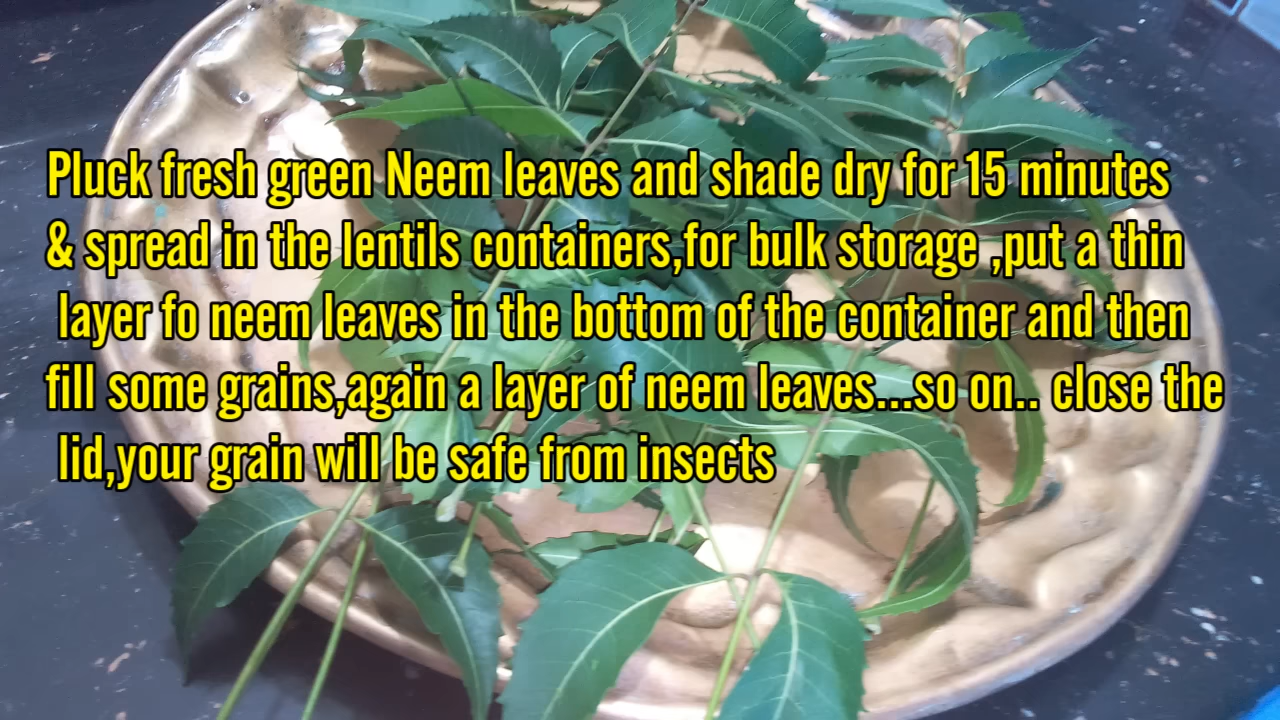 Pluck fresh green Neem leaves and shade dry for 15 minutes
& spread in the lentils containers,for bulk storage ,put a thin
layer fo neem leaves in the bottom of the container and then
fill some grains,again a layer of neem leaves...so on.. close the
lid,your grain will be safe from insects